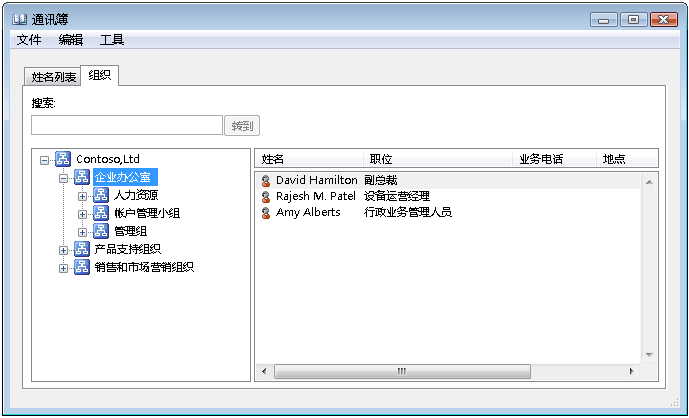 通讯簿
文件 编辑 工具
姓名列表 组织
搜索:
转到
Contoso,Ltd
企业办公室
人力资源
帐户管理小组
管理组
产品支持组织
销售和市场营销组织
姓名 职位 业务电话 地点
David Hamilton 副总裁
Rajesh M. Patel 设备运营经理
Amy Alberts 行政业务管理人员